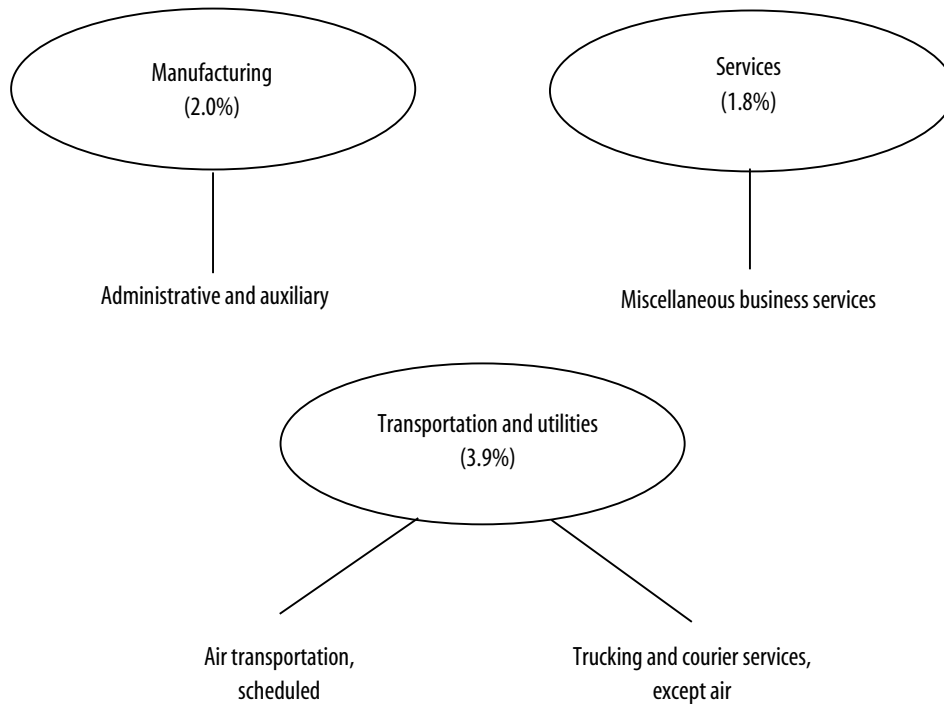 Manufacturing
(2.0%)
Services
(1.8%)
Administrative and auxiliary
Miscellaneous business services
Transportation and utilities
(3.9%)
Air transportation,
scheduled
Trucking and courier services,
except air